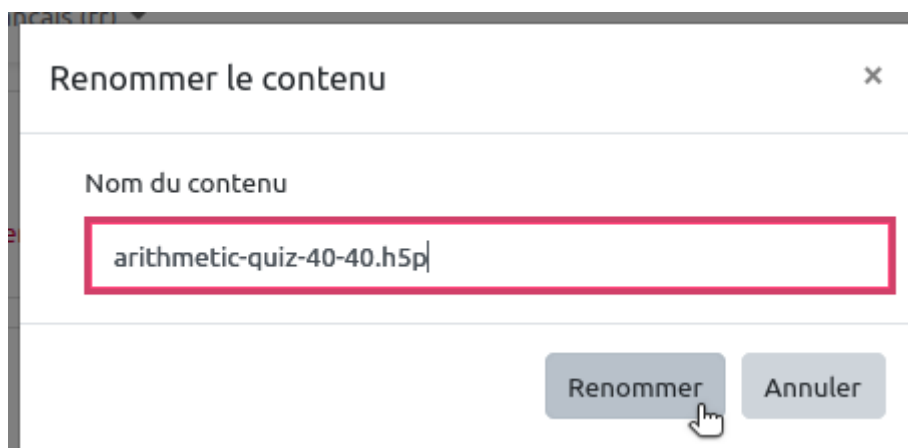 Renommer le contenu
×
Nom du contenu
arithmetic-quiz-40-40.h5p
Renommer Annuler